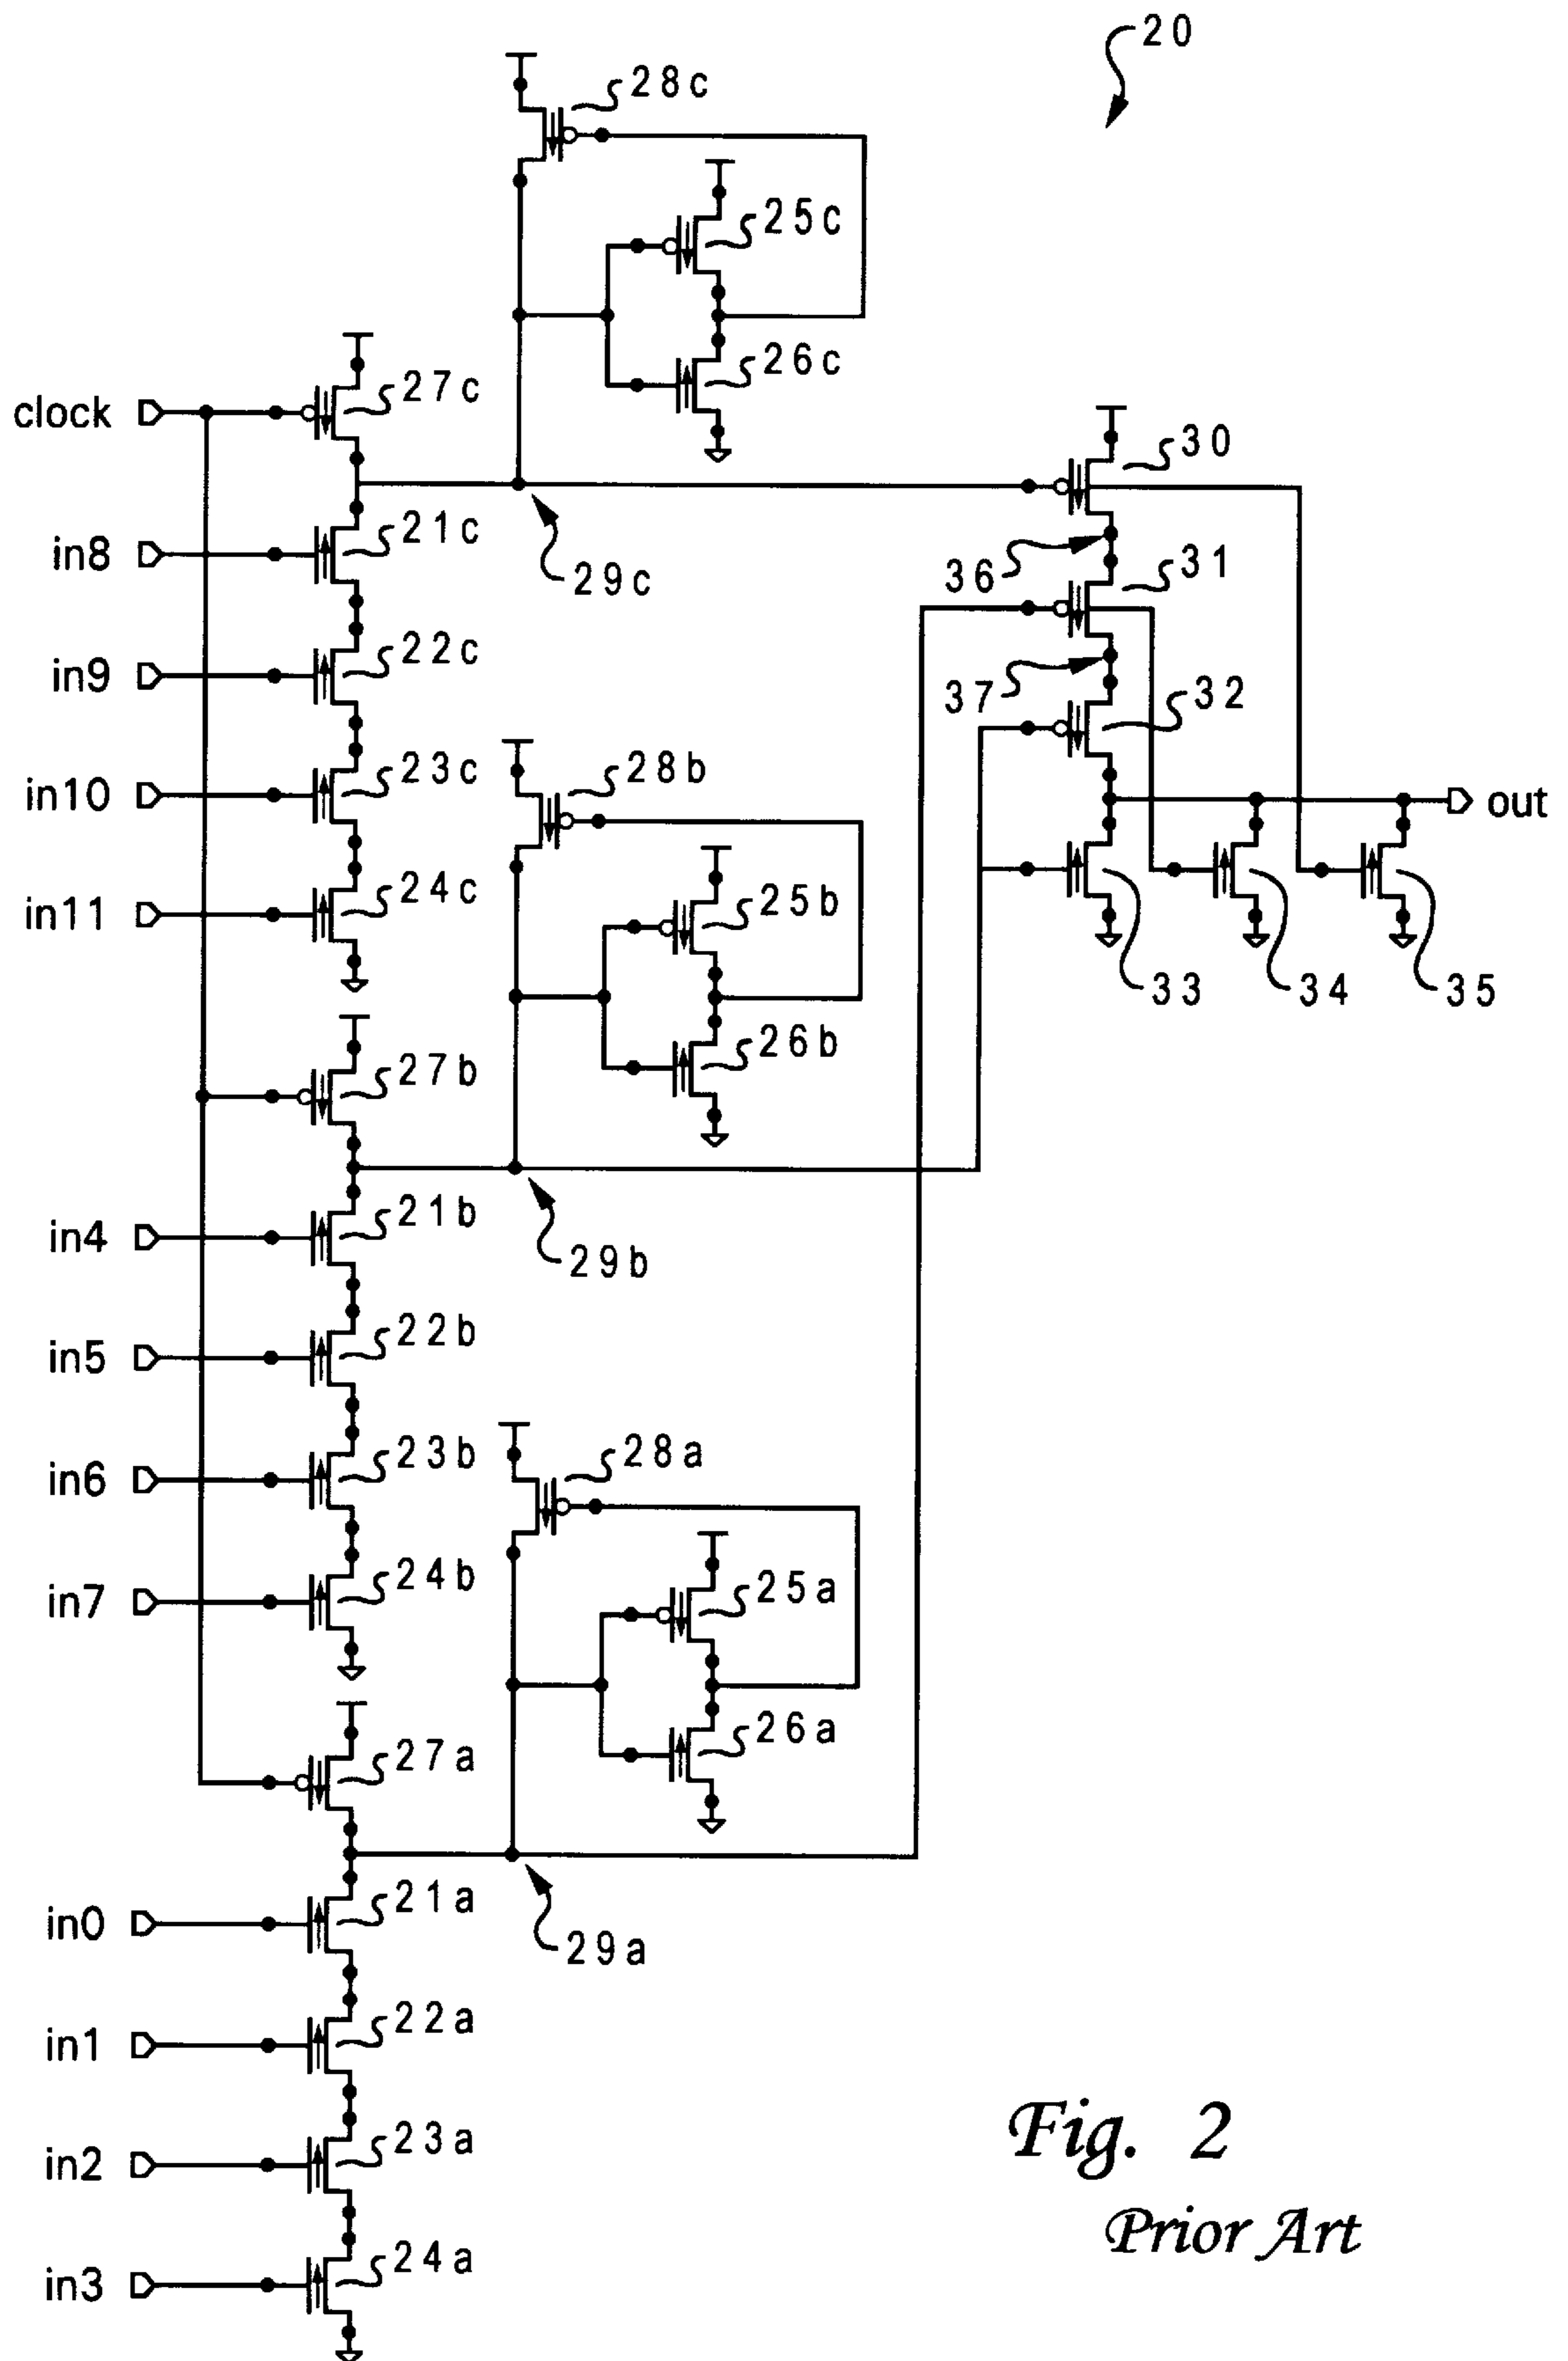 20
28c
25c
26c
clock
27c
30
in8
21c
29c
36
31
in9
22c
37
32
in10
23c
28b
out
in11
24c
25b
33
34
35
26b
27b
in4
21b
29b
in5
22b
in6
23b
28a
in7
24b
25a
26a
27a
in0
21a
29a
in1
22a
in2
23a
in3
24a
Fig. 2
Prior Art